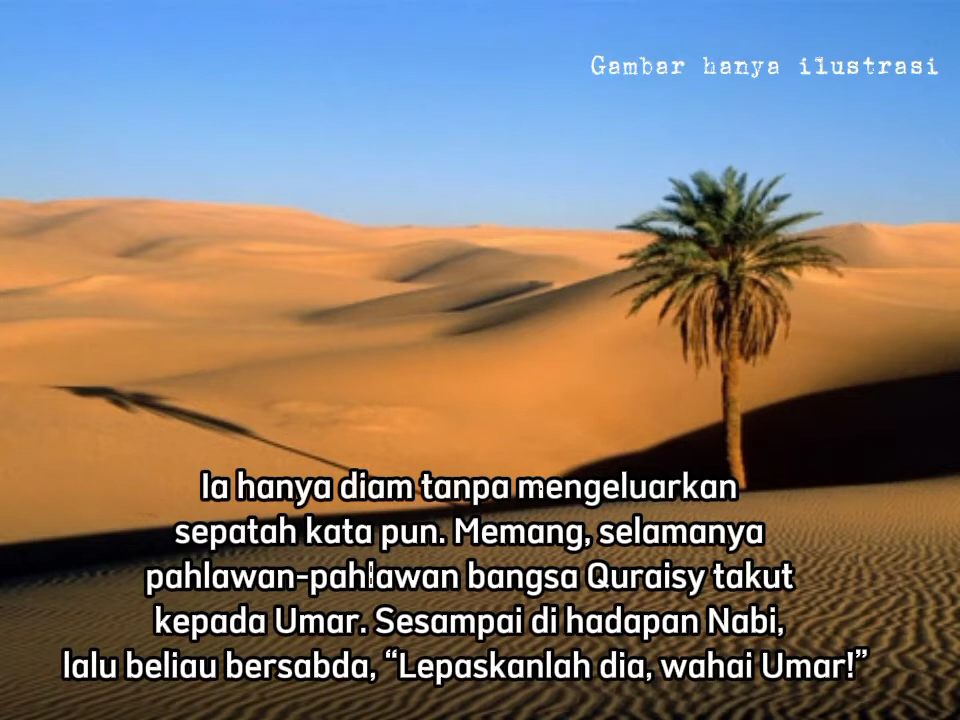 Gambar hanya ilustrasi
Ia hanya diam tanpa mengeluarkan
sepatah kata pun. Memang, selamanya
pahlawan-pahlawan bangsa Quraisy takut
kepada Umar. Sesampai di hadapan Nabi,
lalu beliau bersabda, “Lepaskanlah dia, wahai Umar!”